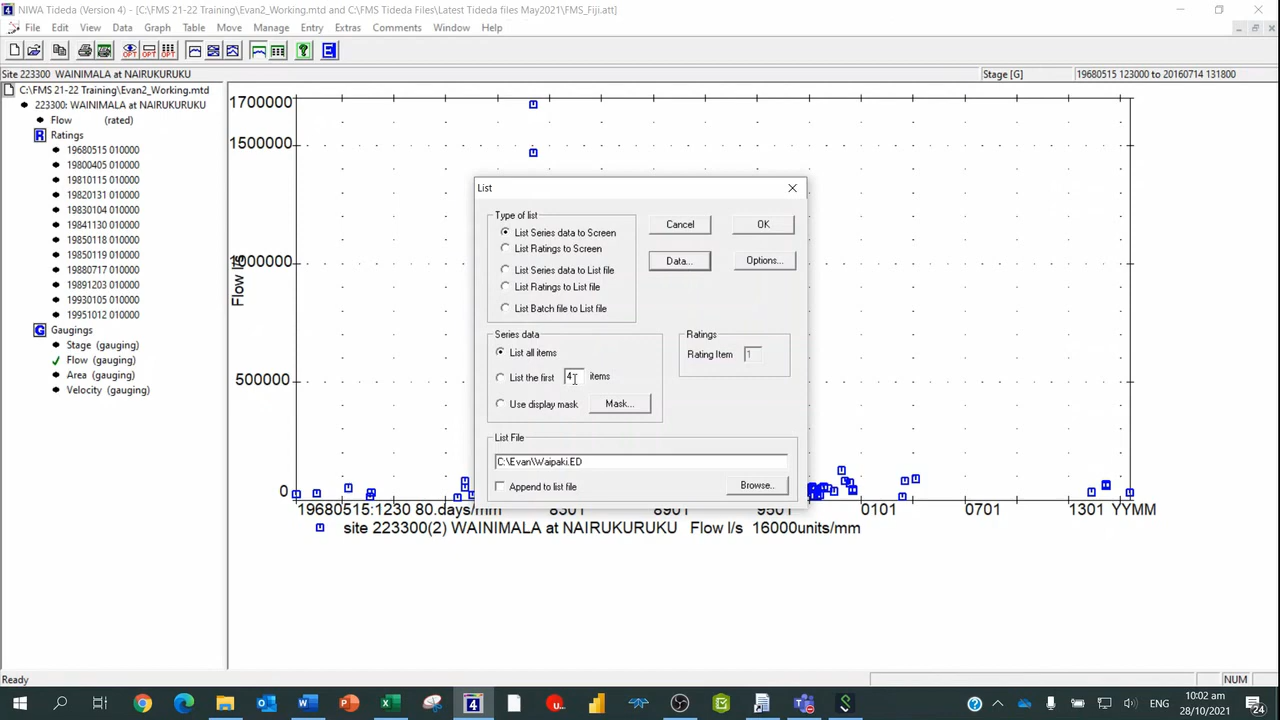 NIWA Tideda (Version 4) - [C:\FMS 21-22 Training\Evan2_Working.mtd and C:\FMS Tideda Files\Latest Tideda files May2021\FMS_Fiji.att]
File Edit View Data Graph Table Move Manage Entry Extras Comments Window Help
Site 223300 WAINIMALA at NAIRUKURUKU
Stage [G]
19680515 123000 to 20160714 131800
C:\FMS 21-22 Training\Evan2_Working.mtd
223300: WAINIMALA at NAIRUKURUKU
Flow (rated)
R Ratings
19680515 010000
19800405 010000
19810115 010000
19820131 010000
19830104 010000
19841130 010000
19850118 010000
19850119 010000
19880717 010000
19891203 010000
19930105 010000
19951012 010000
G Gaugings
Stage (gauging)
Flow (gauging)
Area (gauging)
Velocity (gauging)
1700000
1500000
1000000
500000
0
Flow l/s
19680515:1230 80.days/mm 8301 8901 9501 0101 0701 1301 YYMM
site 223300(2) WAINIMALA at NAIRUKURUKU Flow l/s 16000units/mm
List
Type of list
List Series data to Screen
List Ratings to Screen
List Series data to List file
List Ratings to List file
List Batch file to List file
Cancel
OK
Data...
Options...
Series data
List all items
List the first 4 items
Use display mask
Mask...
Ratings
Rating Item 1
List File
C:\Evan\Waipaki.ED
Append to list file
Browse..
Ready
NUM
10:02 am
28/10/2021
24